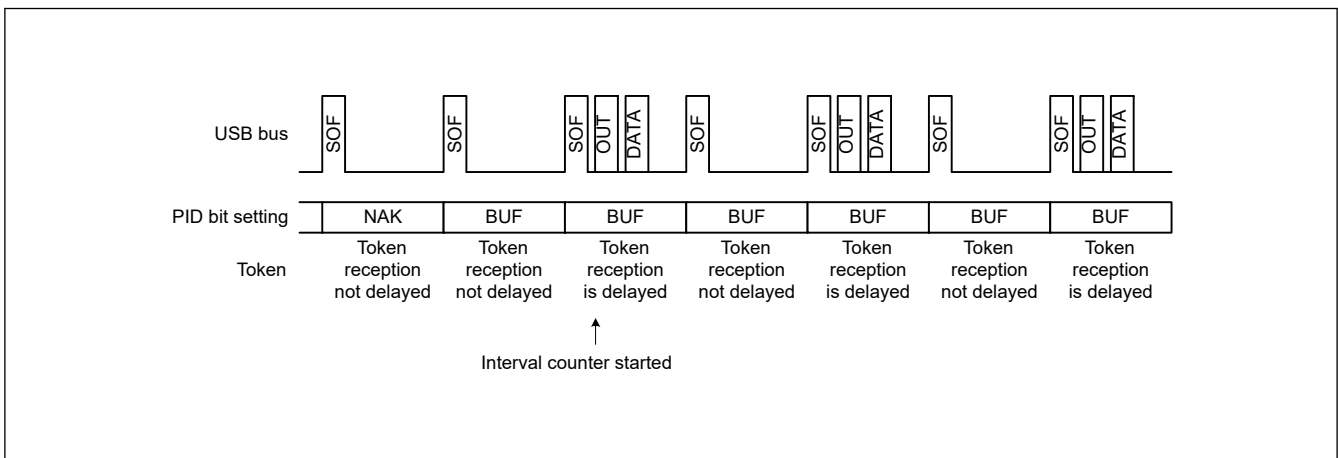 USB bus
SOF SOF SOF OUT DATA SOF SOF OUT DATA SOF SOF OUT DATA
PID bit setting
NAK BUF BUF BUF BUF BUF BUF
Token
Token reception not delayed
Token reception not delayed
Token reception is delayed
Token reception not delayed
Token reception is delayed
Token reception not delayed
Token reception is delayed
Interval counter started